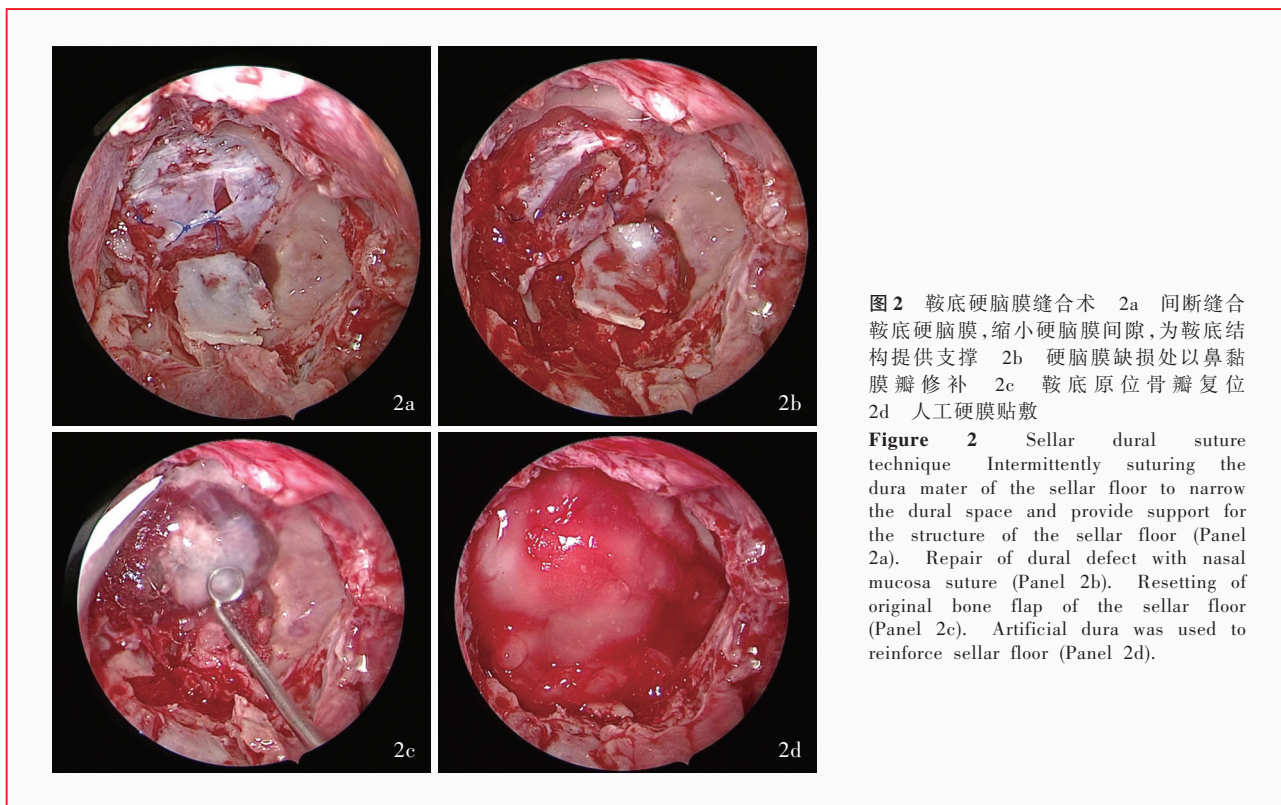 2a
2b
2c
2d
图2 鞍底硬脑膜缝合术 2a 间断缝合
鞍底硬脑膜,缩小硬脑膜间隙,为鞍底结
构提供支撑 2b 硬脑膜缺损处以鼻黏
膜瓣修补 2c 鞍底原位骨瓣复位
2d 人工硬膜贴敷
Figure 2 Sellar dural suture
technique Intermittently suturing the
dura mater of the sellar floor to narrow
the dural space and provide support for
the structure of the sellar floor (Panel
2a). Repair of dural defect with nasal
mucosa suture (Panel 2b). Resetting of
original bone flap of the sellar floor
(Panel 2c). Artificial dura was used to
reinforce sellar floor (Panel 2d).